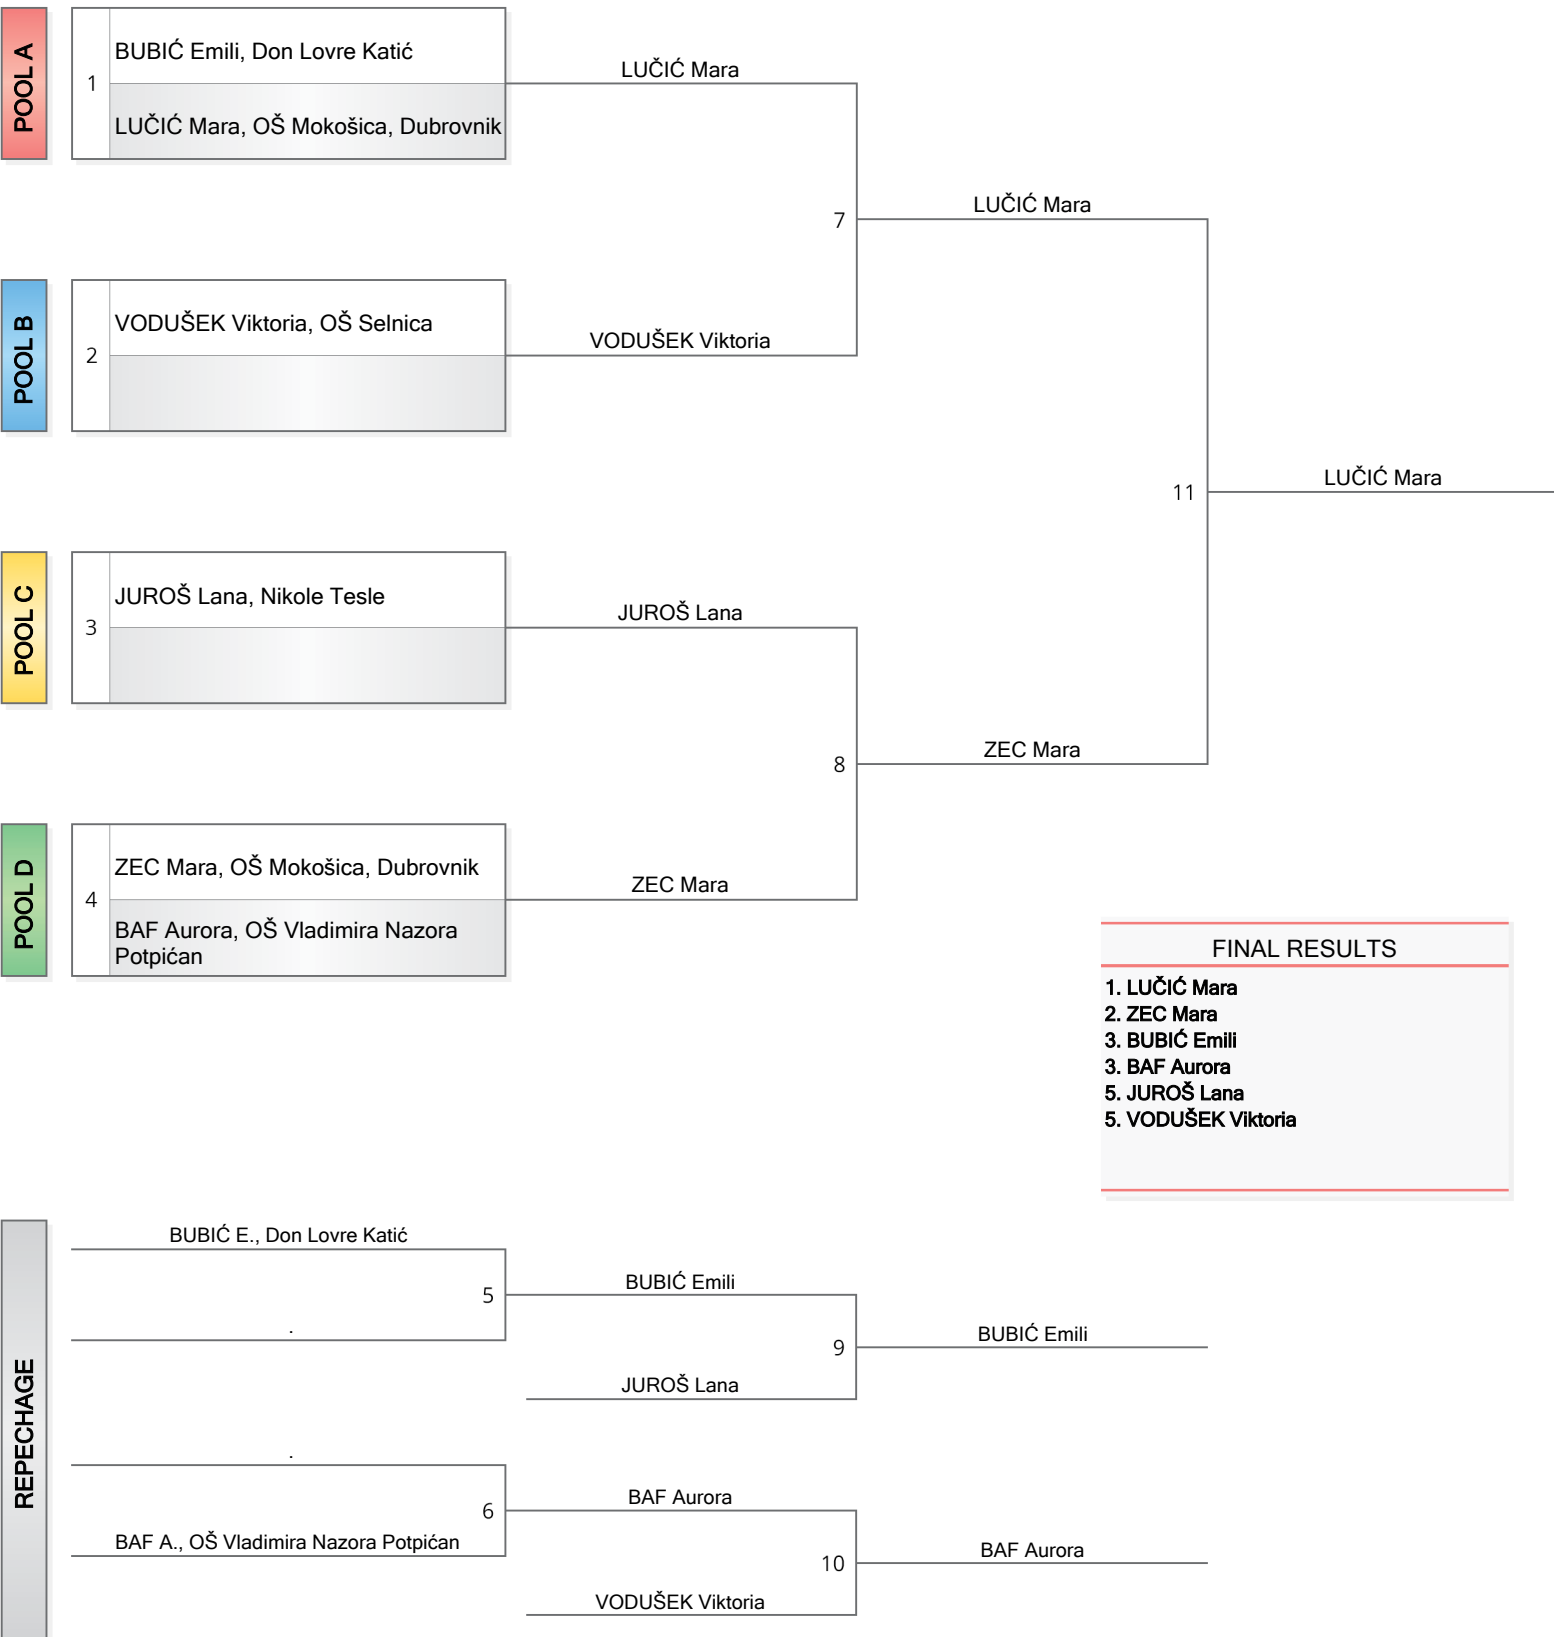 POOL A
1
BUBIĆ Emili, Don Lovre Katić
LUČIĆ Mara, OŠ Mokošica, Dubrovnik
LUČIĆ Mara
7
LUČIĆ Mara
POOL B
2
VODUŠEK Viktoria, OŠ Selnica
VODUŠEK Viktoria
11
LUČIĆ Mara
POOL C
3
JUROŠ Lana, Nikole Tesle
JUROŠ Lana
8
ZEC Mara
POOL D
4
ZEC Mara, OŠ Mokošica, Dubrovnik
BAF Aurora, OŠ Vladimira Nazora
Potpićan
ZEC Mara
FINAL RESULTS
1. LUČIĆ Mara
2. ZEC Mara
3. BUBIĆ Emili
3. BAF Aurora
5. JUROŠ Lana
5. VODUŠEK Viktoria
REPECHAGE
BUBIĆ E., Don Lovre Katić
5
.
BUBIĆ Emili
9
JUROŠ Lana
BUBIĆ Emili
.
6
BAF A., OŠ Vladimira Nazora Potpićan
BAF Aurora
10
VODUŠEK Viktoria
BAF Aurora